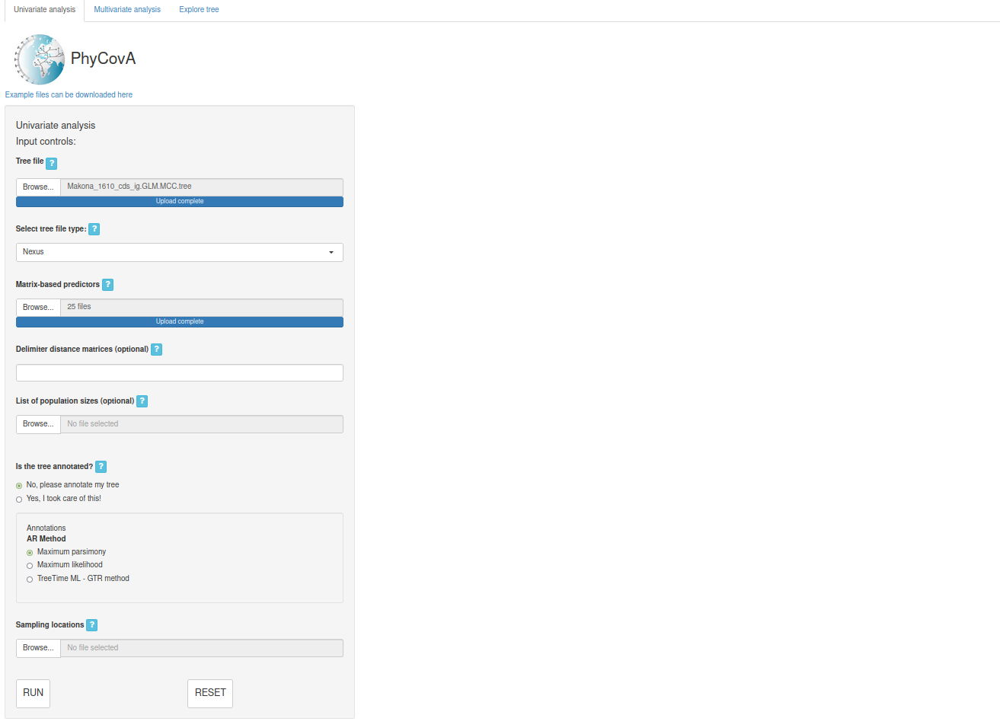 Univariate analysis Multivariate analysis Explore tree
PhyCovA
Example files can be downloaded here
Univariate analysis
Input controls:
Tree file ?
Browse... Makona_1610_cds_ig.GLM.MCC.tree
Upload complete
Select tree file type: ?
Nexus
Matrix-based predictors ?
Browse... 25 files
Upload complete
Delimiter distance matrices (optional) ?
List of population sizes (optional) ?
Browse... No file selected
Is the tree annotated? ?
No, please annotate my tree
Yes, I took care of this!
Annotations
AR Method
Maximum parsimony
Maximum likelihood
TreeTime ML - GTR method
Sampling locations ?
Browse... No file selected
RUN RESET